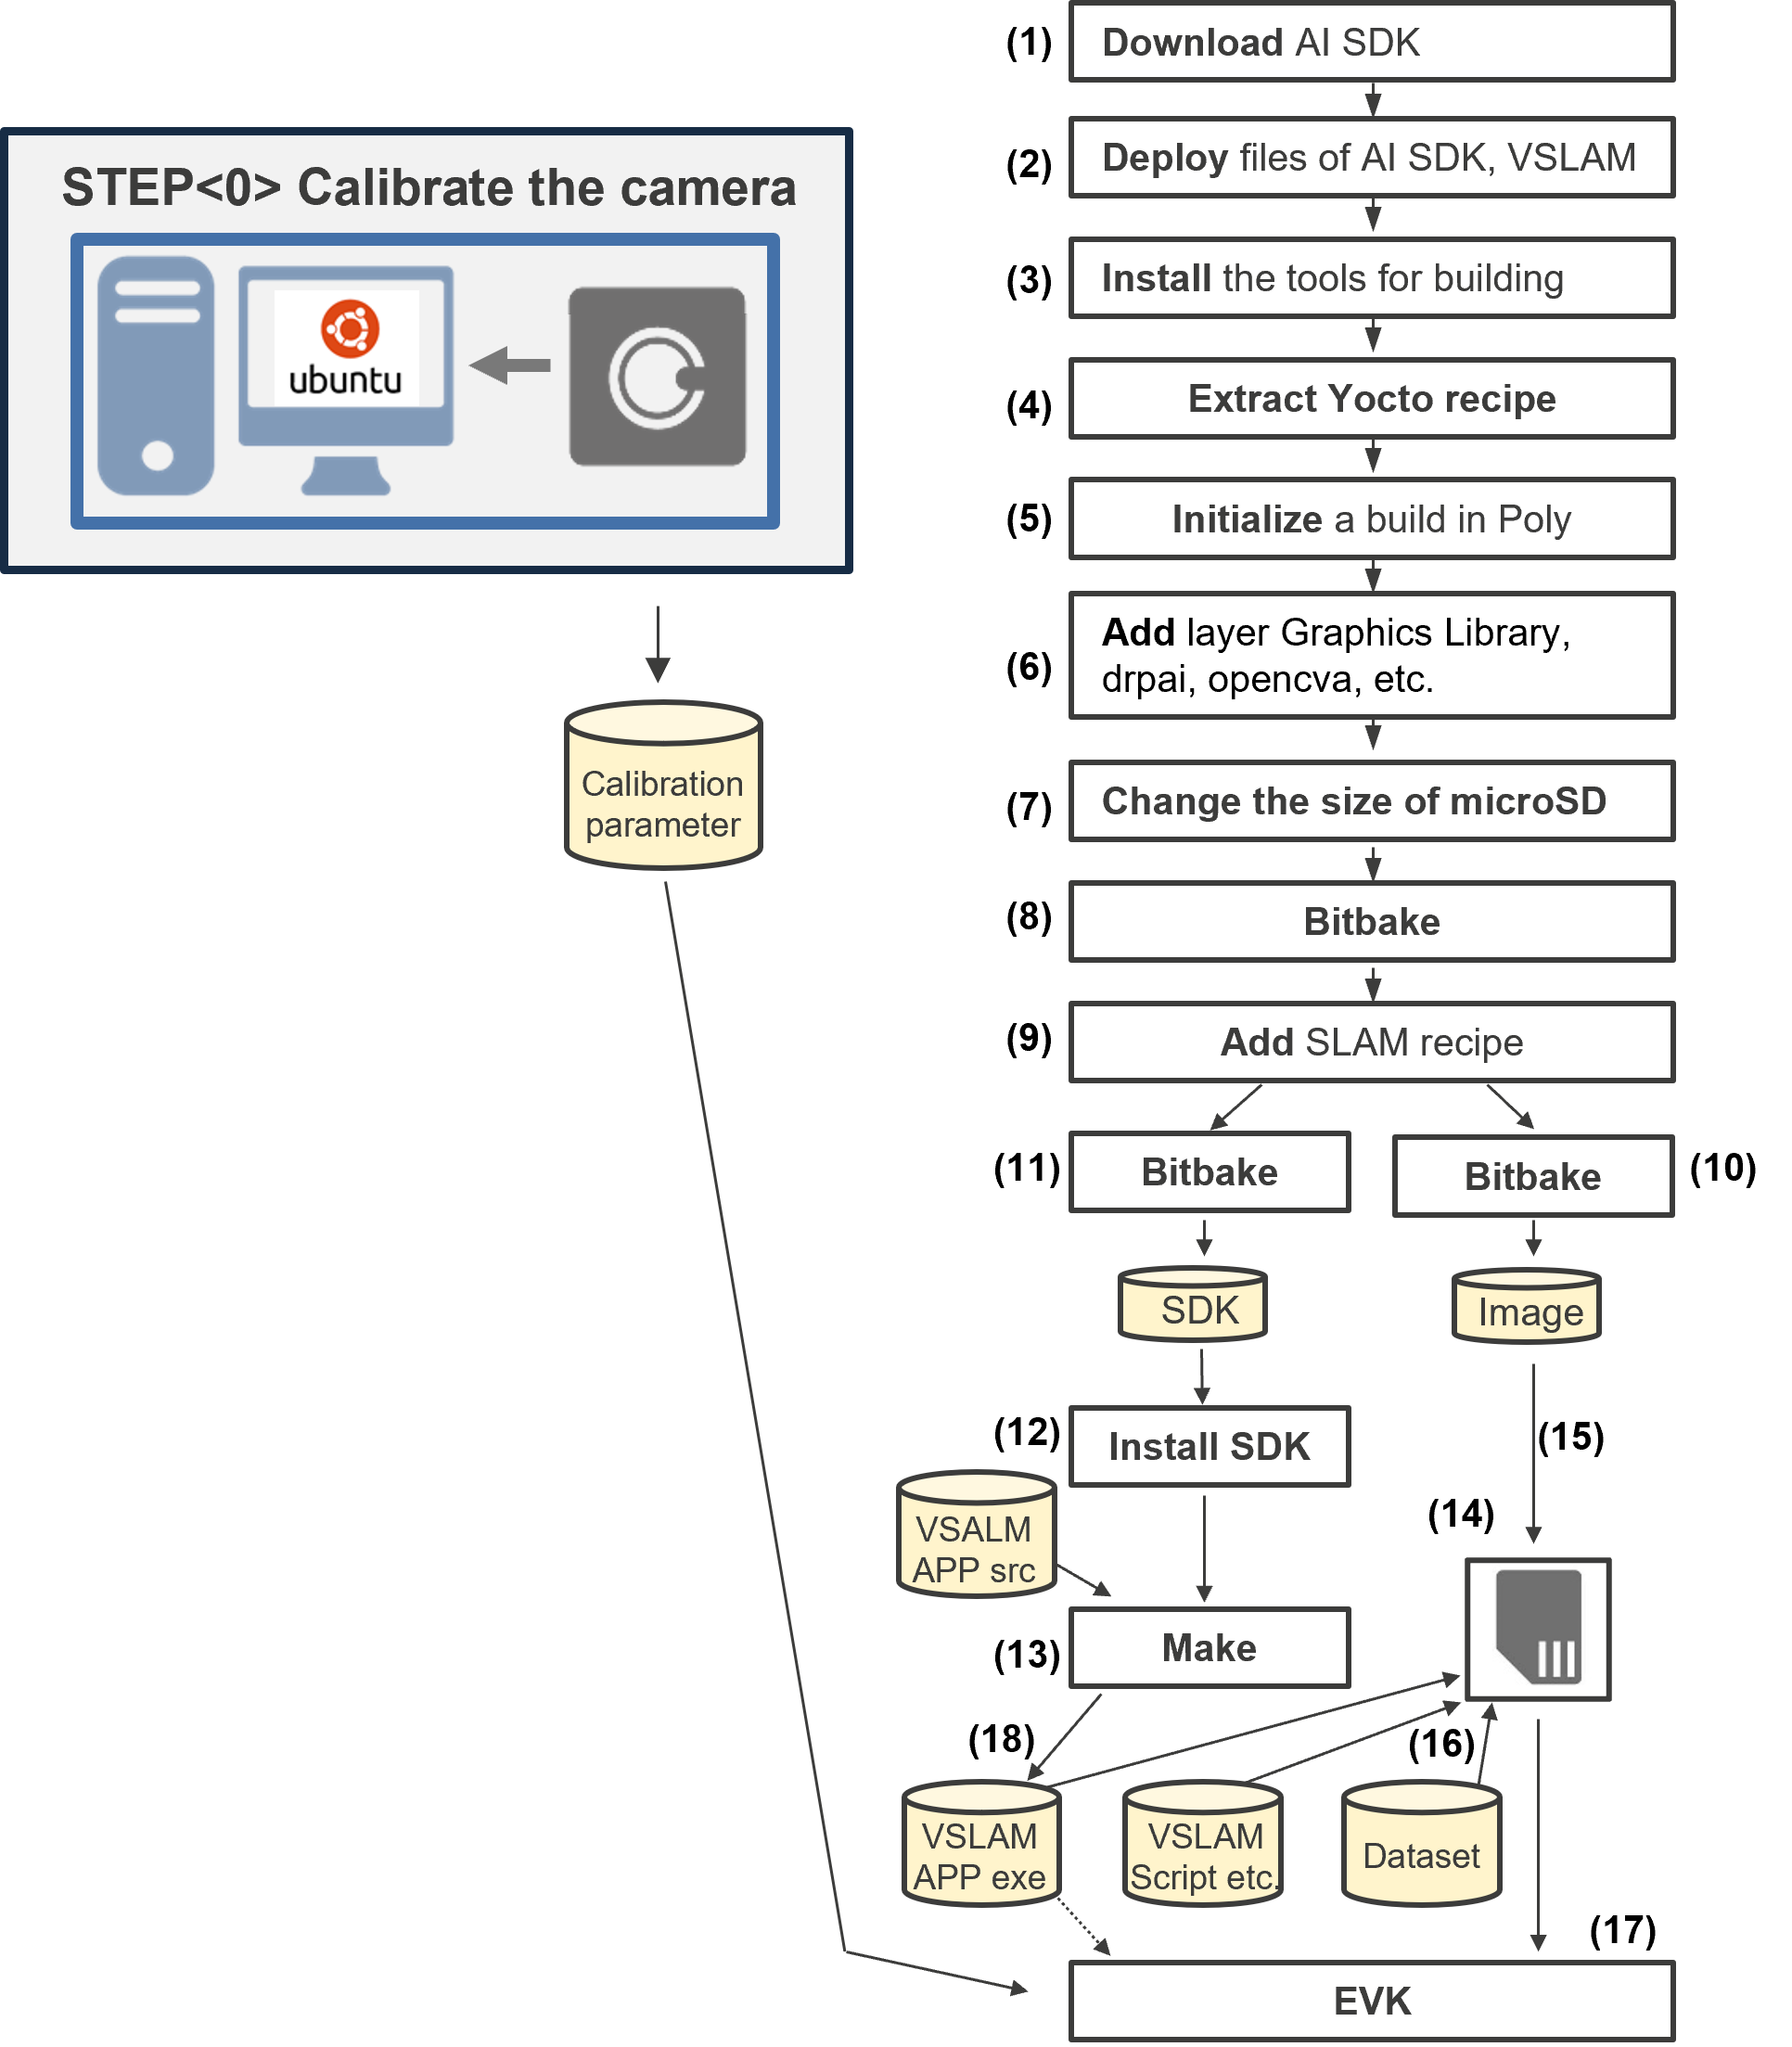 (1)
Download AI SDK
(2)
Deploy files of AI SDK, VSLAM
STEP<0> Calibrate the camera
ubuntu
(3)
Install the tools for building
(4)
Extract Yocto recipe
(5)
Initialize a build in Poly
(6)
Add layer Graphics Library,
drpai, opencva, etc.
Calibration
parameter
(7)
Change the size of microSD
(8)
Bitbake
(9)
Add SLAM recipe
(11)
Bitbake
Bitbake
(10)
SDK
Image
(12)
Install SDK
(15)
(14)
VSALM
APP src
(13)
Make
(18)
(16)
VSLAM
APP exe
VSLAM
Script etc.
Dataset
(17)
EVK